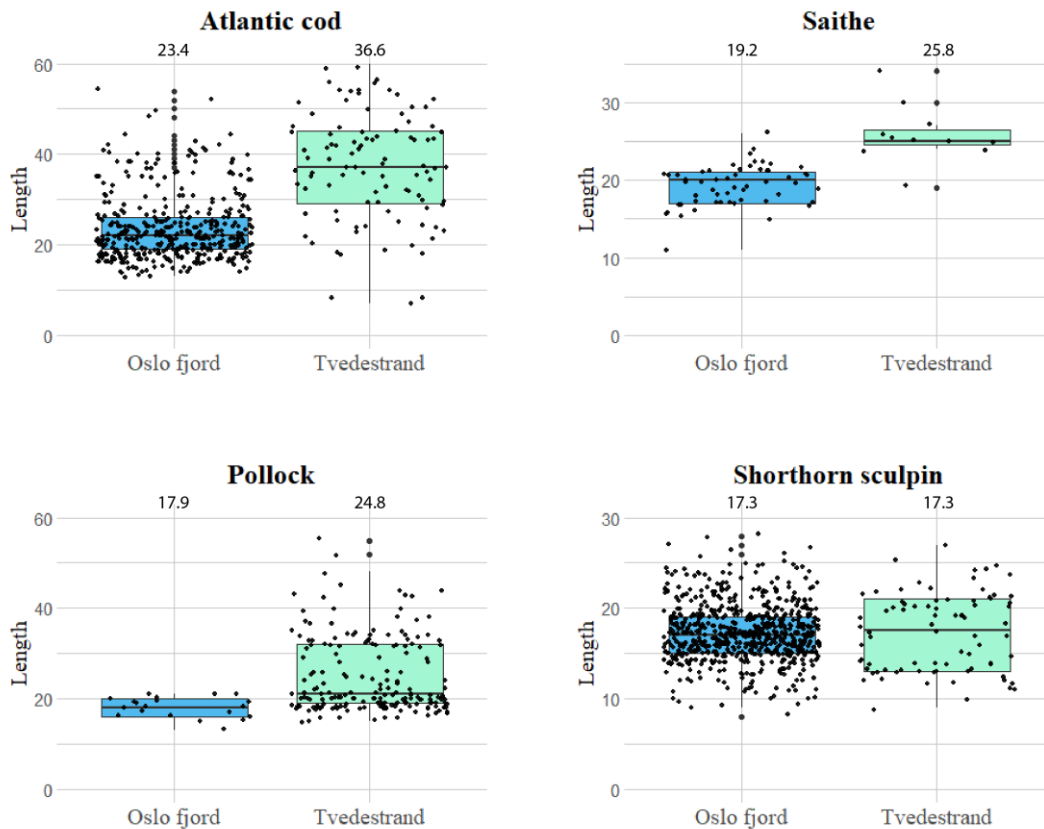 Atlantic cod
23.4 36.6
60
40
20
0
Length
Oslo fjord Tvedestrand
Saithe
19.2 25.8
30
20
10
0
Length
Oslo fjord Tvedestrand
Pollock
17.9 24.8
60
40
20
0
Length
Oslo fjord Tvedestrand
Shorthorn sculpin
17.3 17.3
30
20
10
0
Length
Oslo fjord Tvedestrand